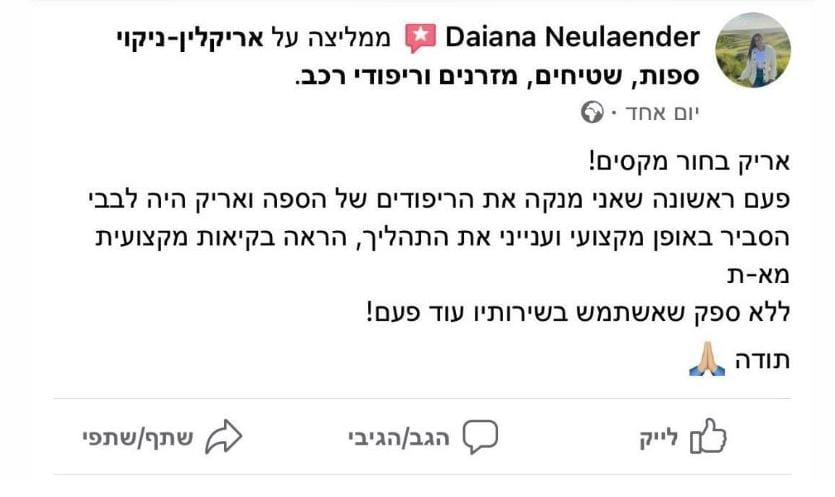 Daiana Neulaender ממליצה על אריקלין-ניקוי
ספות, שטיחים, מזרנים וריפודי רכב.
יום אחד ·
אריק בחור מקסים!
פעם ראשונה שאני מנקה את הריפודים של הספה ואריק היה לבבי
הסביר באופן מקצועי וענייני את התהליך, הראה בקיאות מקצועית
מא-ת
ללא ספק שאשתמש בשירותיו עוד פעם!
תודה 🙏🏼
לייק הגב/הגיבי שתף/שתפי